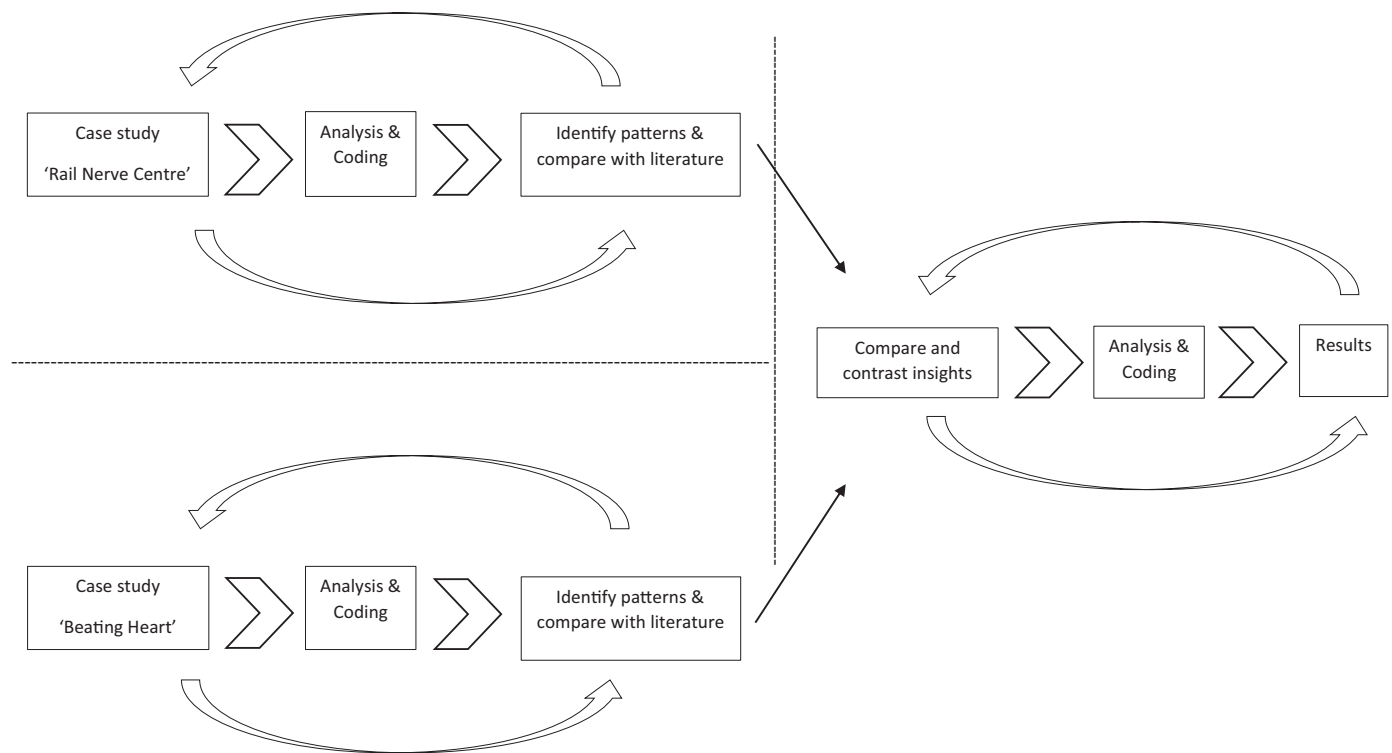 Case study
‘Rail Nerve Centre’
Analysis &
Coding
Identify patterns &
compare with literature
Case study
‘Beating Heart’
Analysis &
Coding
Identify patterns &
compare with literature
Compare and
contrast insights
Analysis &
Coding
Results